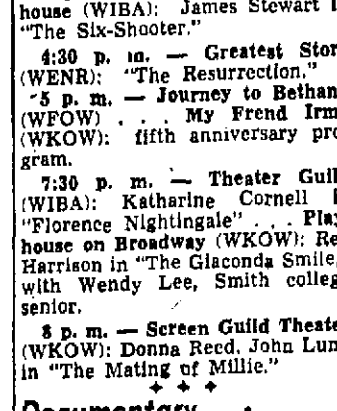 house (WIBA): James Stewart
"The Six-Shooter."
4:30 p. m. — Greatest Stor
(WENR): "The Resurrection."
5 p. m. — Journey to Bethan
(WFOW) . . . My Frend Irm
(WKOW): fifth anniversary pro
gram.
7:30 p. m. — Theater Guil
(WIBA): Katharine Cornell
"Florence Nightingale" . . . Pla
house on Broadway (WKOW): Re
Harrison in "The Giaconda Smile,
with Wendy Lee, Smith colleg
senior.
8 p. m. — Screen Guild Theate
(WKOW): Donna Reed, John Lun
in "The Mating of Millie."
Documentary